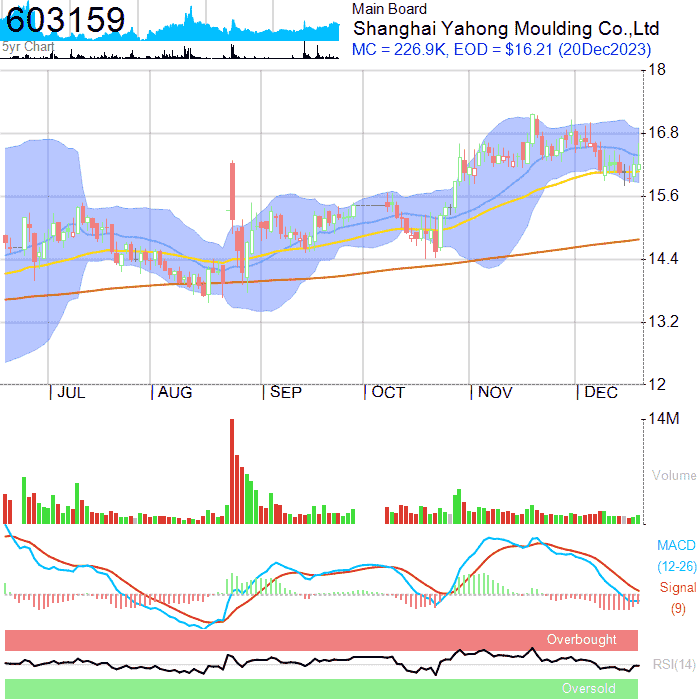 603159
5yr Chart
Main Board
Shanghai Yahong Moulding Co.,Ltd
MC = 226.9K, EOD = $16.21 (20Dec2023)
18
16.8
15.6
14.4
13.2
12
JUL
AUG
SEP
OCT
NOV
DEC
14M
Volume
MACD
(12-26)
Signal
(9)
Overbought
RSI(14)
Oversold